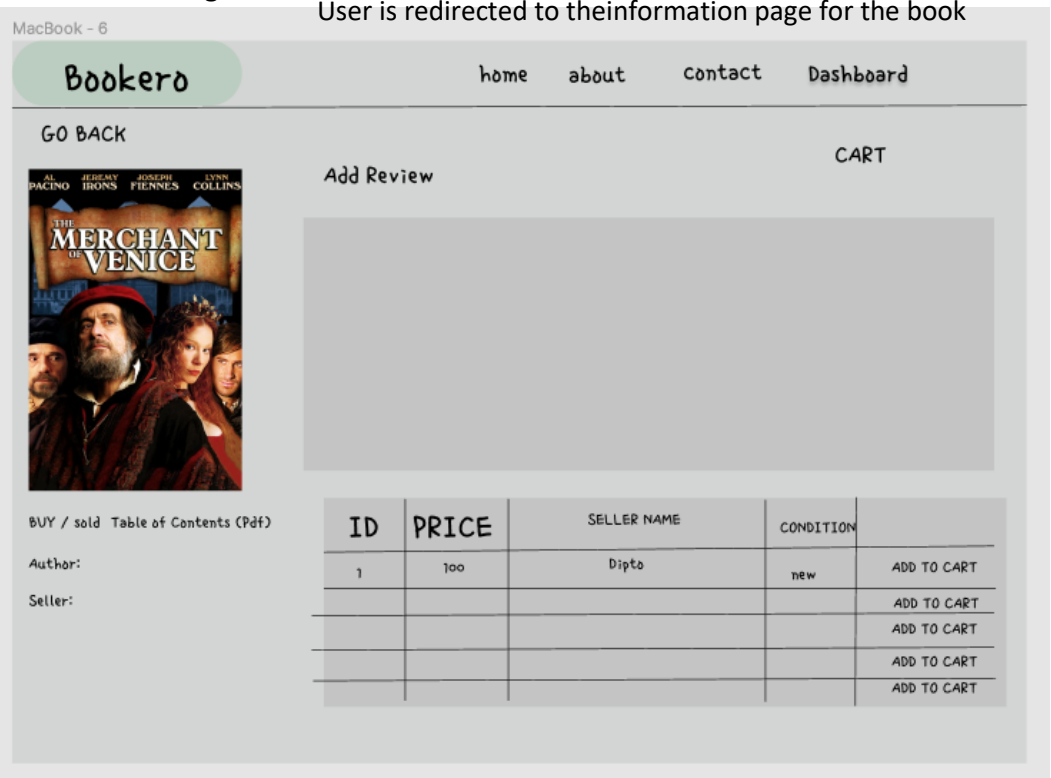 User is redirected to theinformation page for the book
MacBook - 6
Bookero home about contact Dashboard
GO BACK
CART
Add Review
AL PACINO JEREMY IRONS JOSEPH FIENNES LYNN COLLINS
THE
MERCHANT
OF VENICE
BUY / sold Table of Contents (Pdf)
Author:
Seller:
ID PRICE SELLER NAME CONDITION
1 100 Dipto new ADD TO CART
ADD TO CART
ADD TO CART
ADD TO CART
ADD TO CART